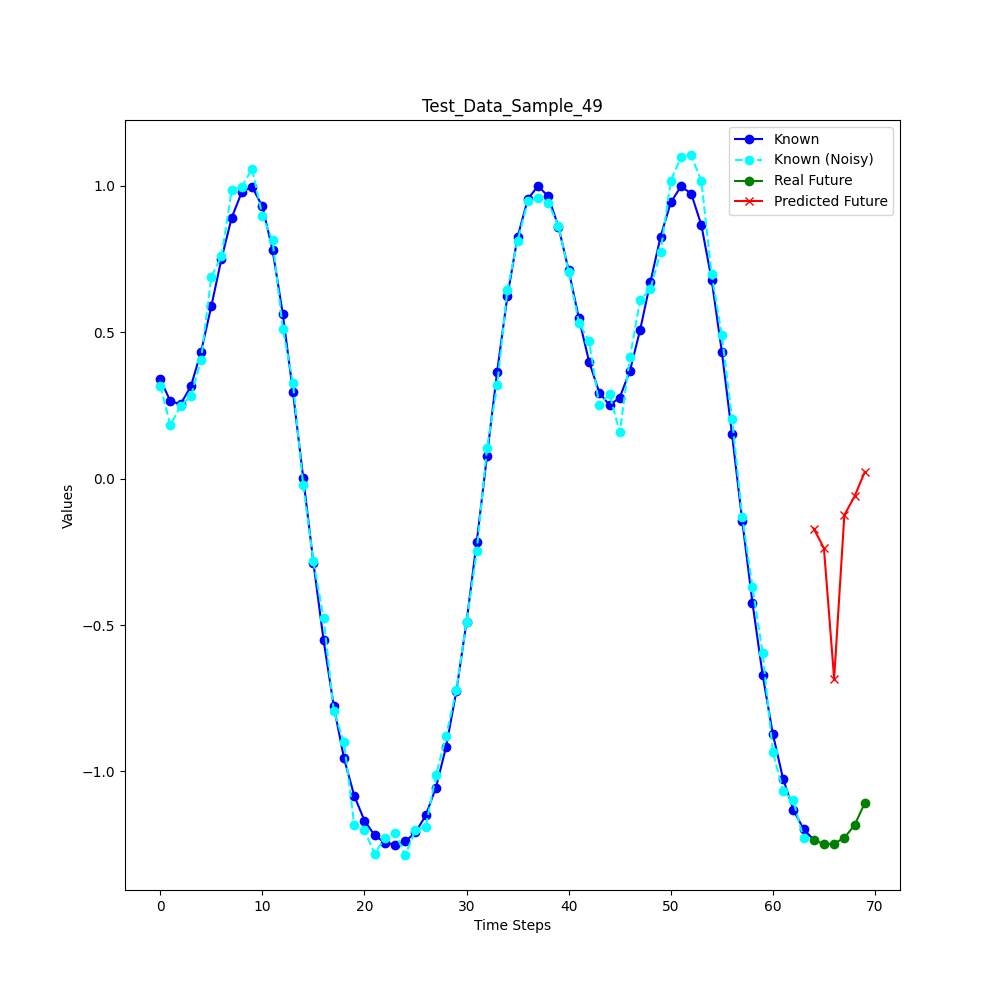 Test_Data_Sample_49
Known
Known (Noisy)
Real Future
Predicted Future
1.0
0.5
0.0
−0.5
−1.0
Values
0 10 20 30 40 50 60 70
Time Steps